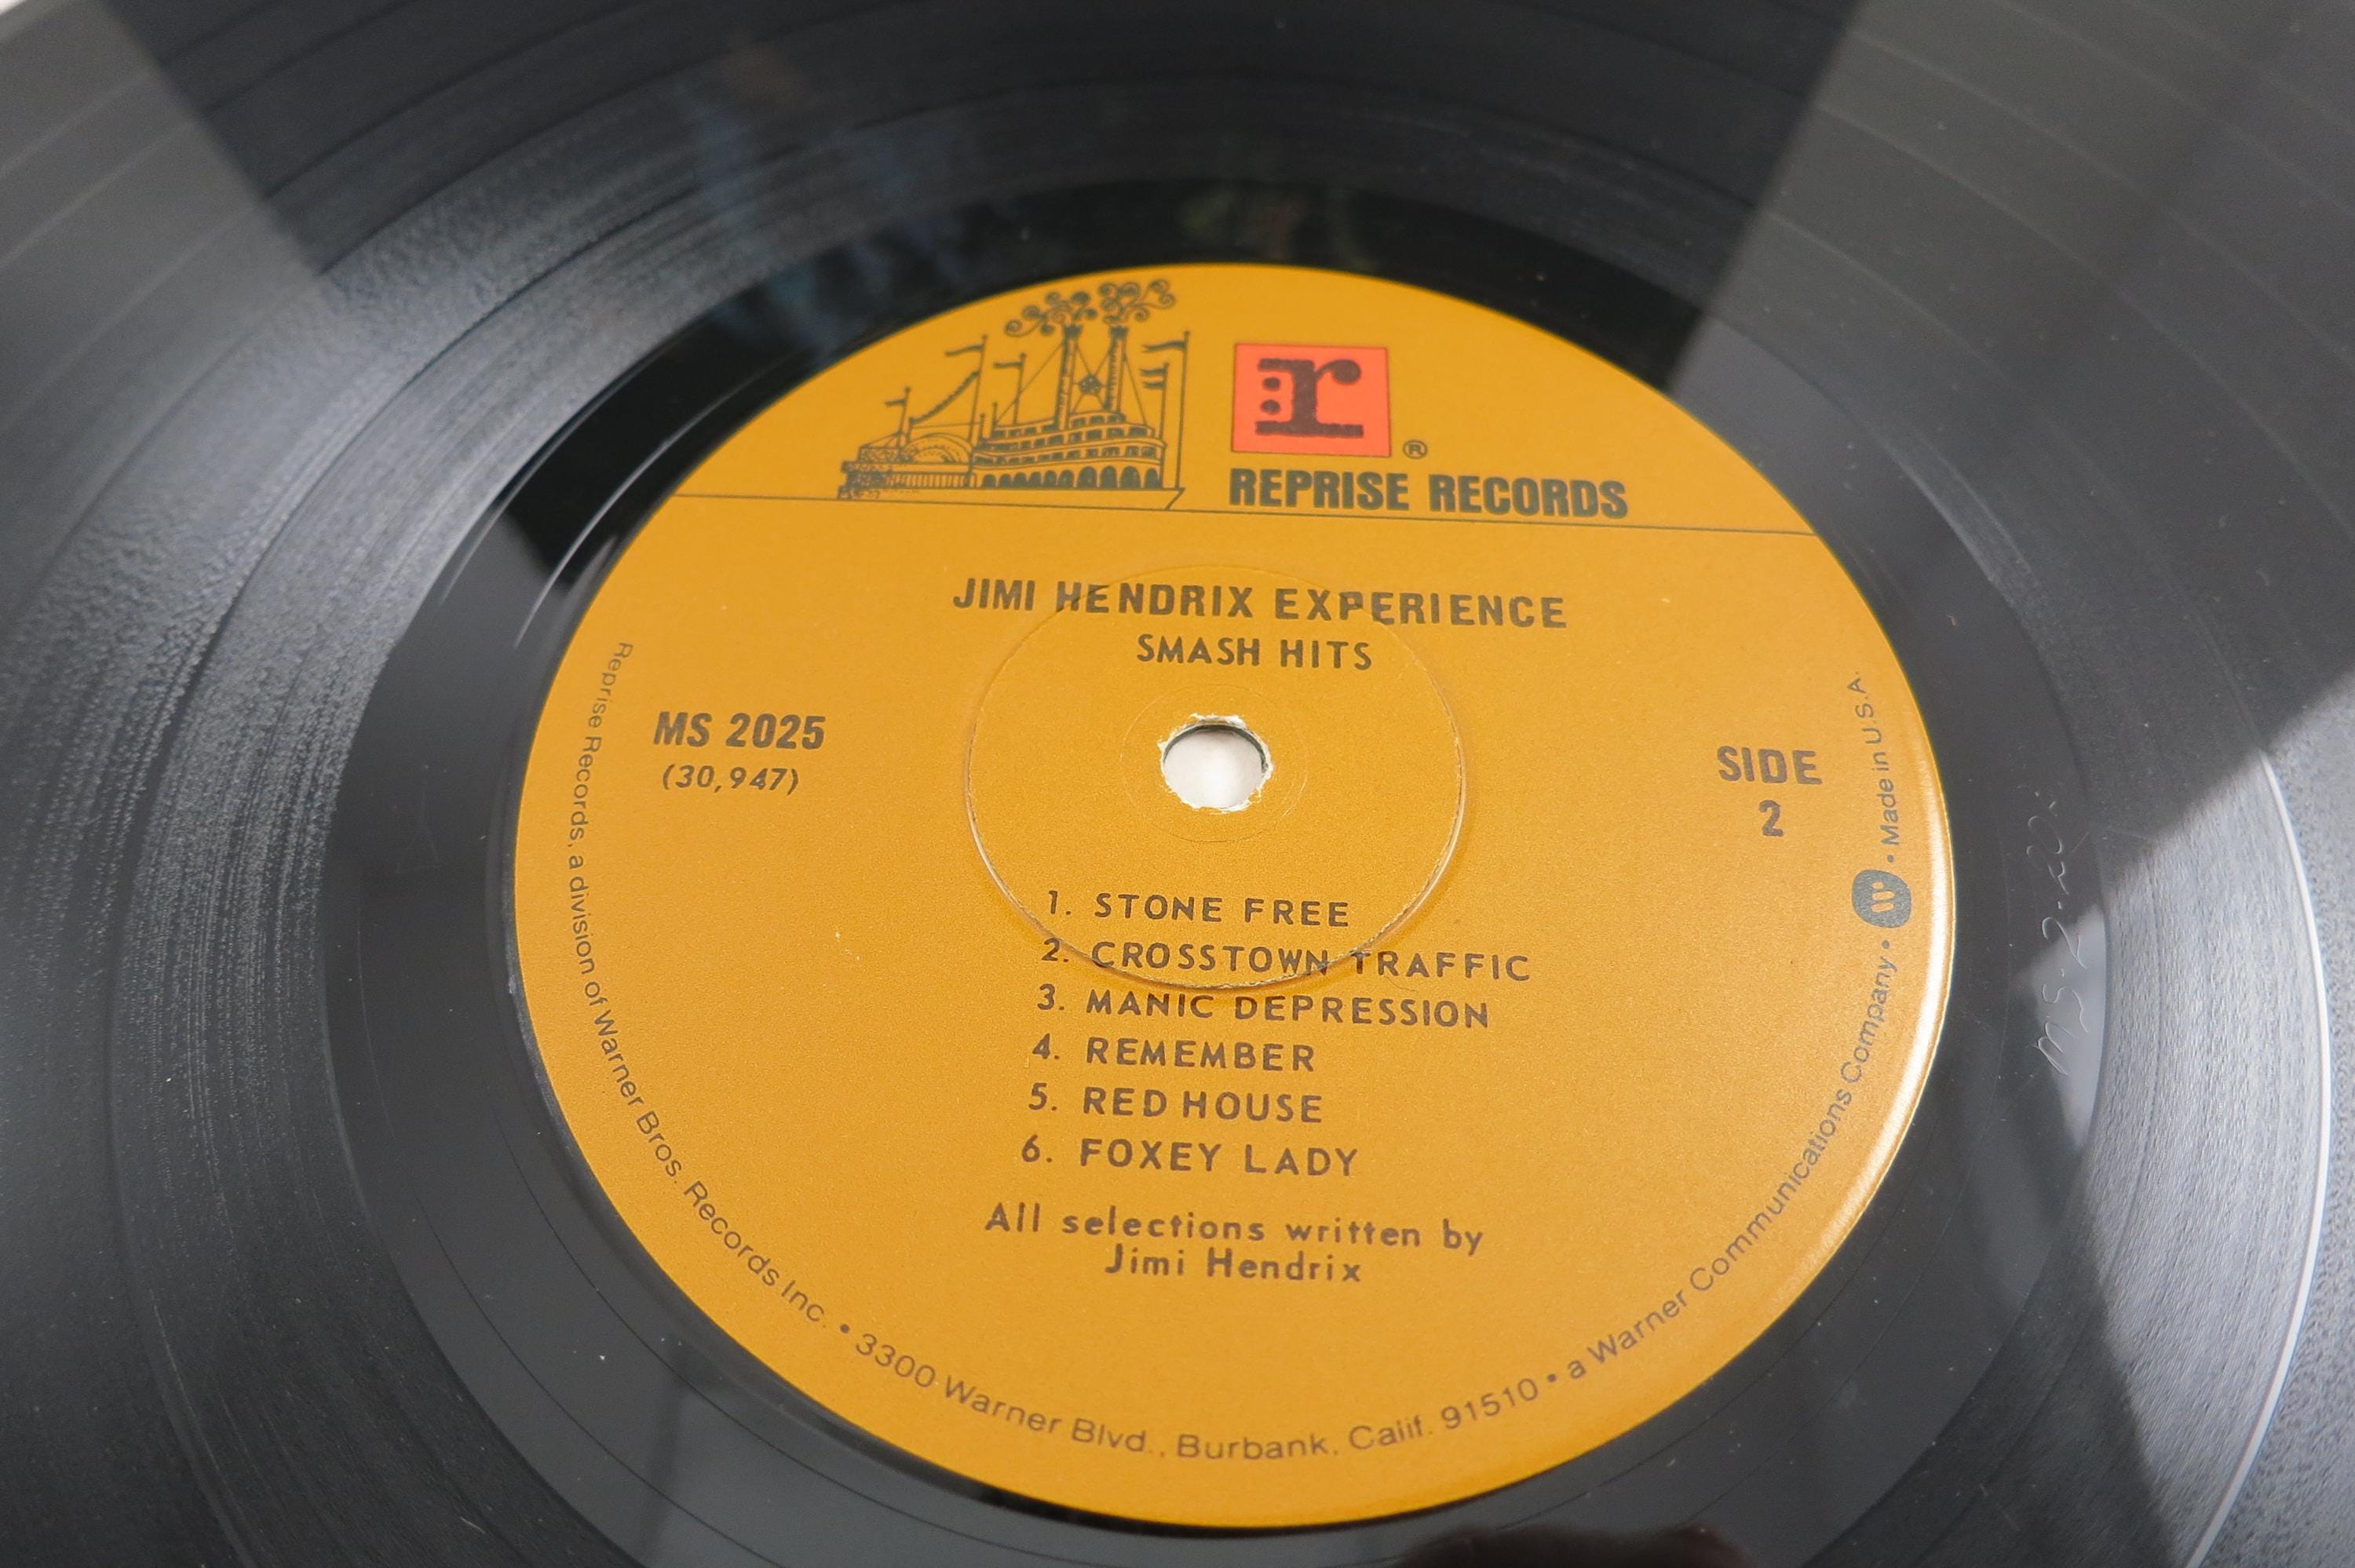 r
®
REPRISE RECORDS
JIMI HENDRIX EXPERIENCE
SMASH HITS
MS 2025
(30,947)
SIDE
2
1. STONE FREE
2. CROSSTOWN TRAFFIC
3. MANIC DEPRESSION
4. REMEMBER
5. RED HOUSE
6. FOXEY LADY
All selections written by
Jimi Hendrix
Reprise Records, a division of Warner Bros. Records Inc. • 3300 Warner Blvd., Burbank, Calif. 91510 • a Warner Communications Company • W • Made in U.S.A.